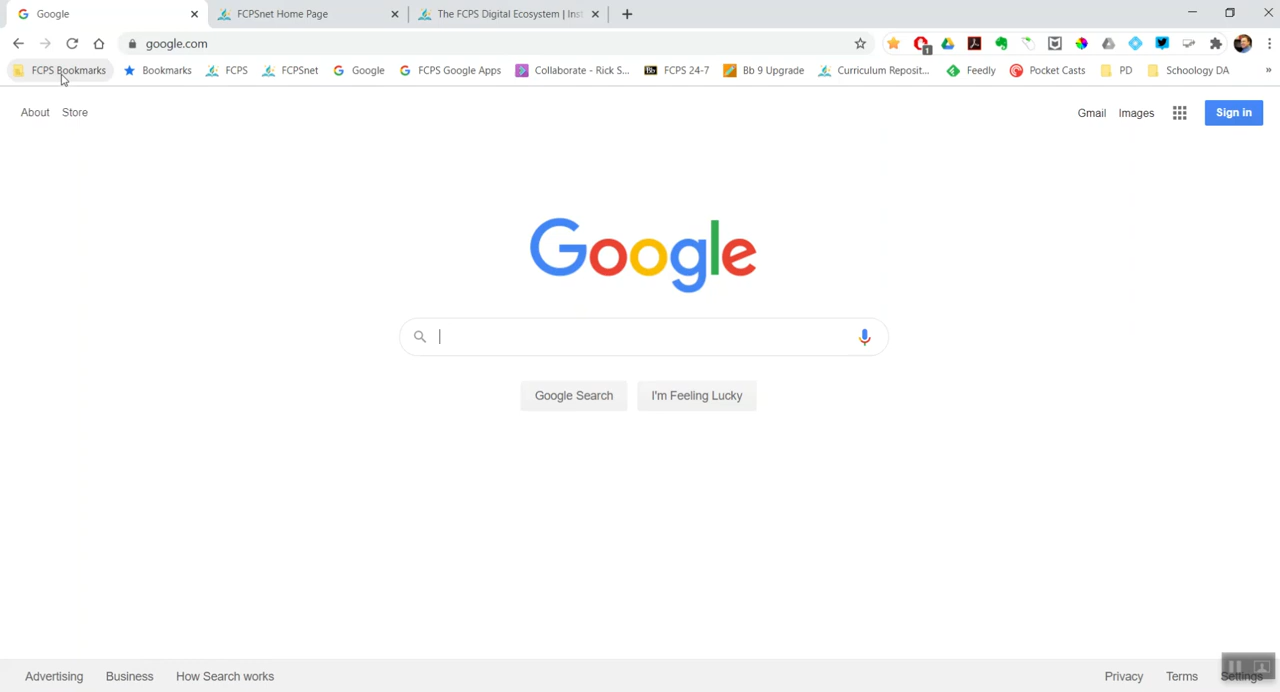 Google
FCPSnet Home Page
The FCPS Digital Ecosystem | Inst
google.com
1
FCPS Bookmarks
Bookmarks
FCPS
FCPSnet
Google
FCPS Google Apps
Collaborate - Rick S...
Bb
FCPS 24-7
Bb 9 Upgrade
Curriculum Reposit...
Feedly
Pocket Casts
PD
Schoology DA
»
About
Store
Gmail
Images
Sign in
Google
Google Search
I'm Feeling Lucky
Advertising
Business
How Search works
Privacy
Terms
Settings